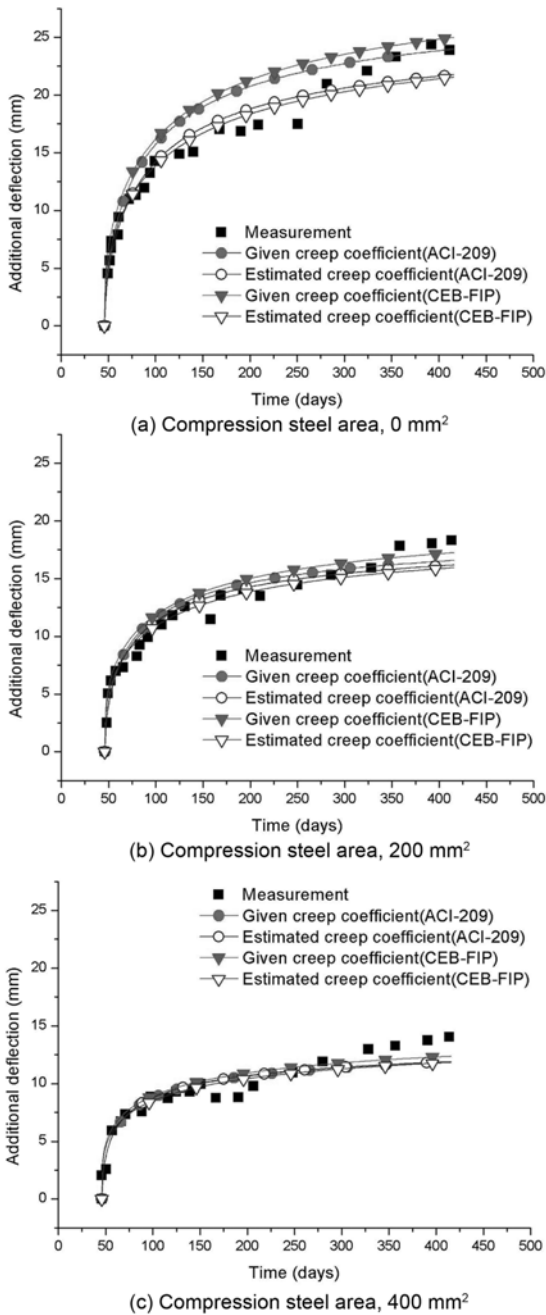 25
20
15
10
5
0
Additional deflection (mm)
Measurement
Given creep coefficient(ACI-209)
Estimated creep coefficient(ACI-209)
Given creep coefficient(CEB-FIP)
Estimated creep coefficient(CEB-FIP)
0 50 100 150 200 250 300 350 400 450 500
Time (days)
(a) Compression steel area, 0 mm²
25
20
15
10
5
0
Additional deflection (mm)
Measurement
Given creep coefficient(ACI-209)
Estimated creep coefficient(ACI-209)
Given creep coefficient(CEB-FIP)
Estimated creep coefficient(CEB-FIP)
0 50 100 150 200 250 300 350 400 450 500
Time (days)
(b) Compression steel area, 200 mm²
25
20
15
10
5
0
Additional deflection (mm)
Measurement
Given creep coefficient(ACI-209)
Estimated creep coefficient(ACI-209)
Given creep coefficient(CEB-FIP)
Estimated creep coefficient(CEB-FIP)
0 50 100 150 200 250 300 350 400 450 500
Time (days)
(c) Compression steel area, 400 mm²